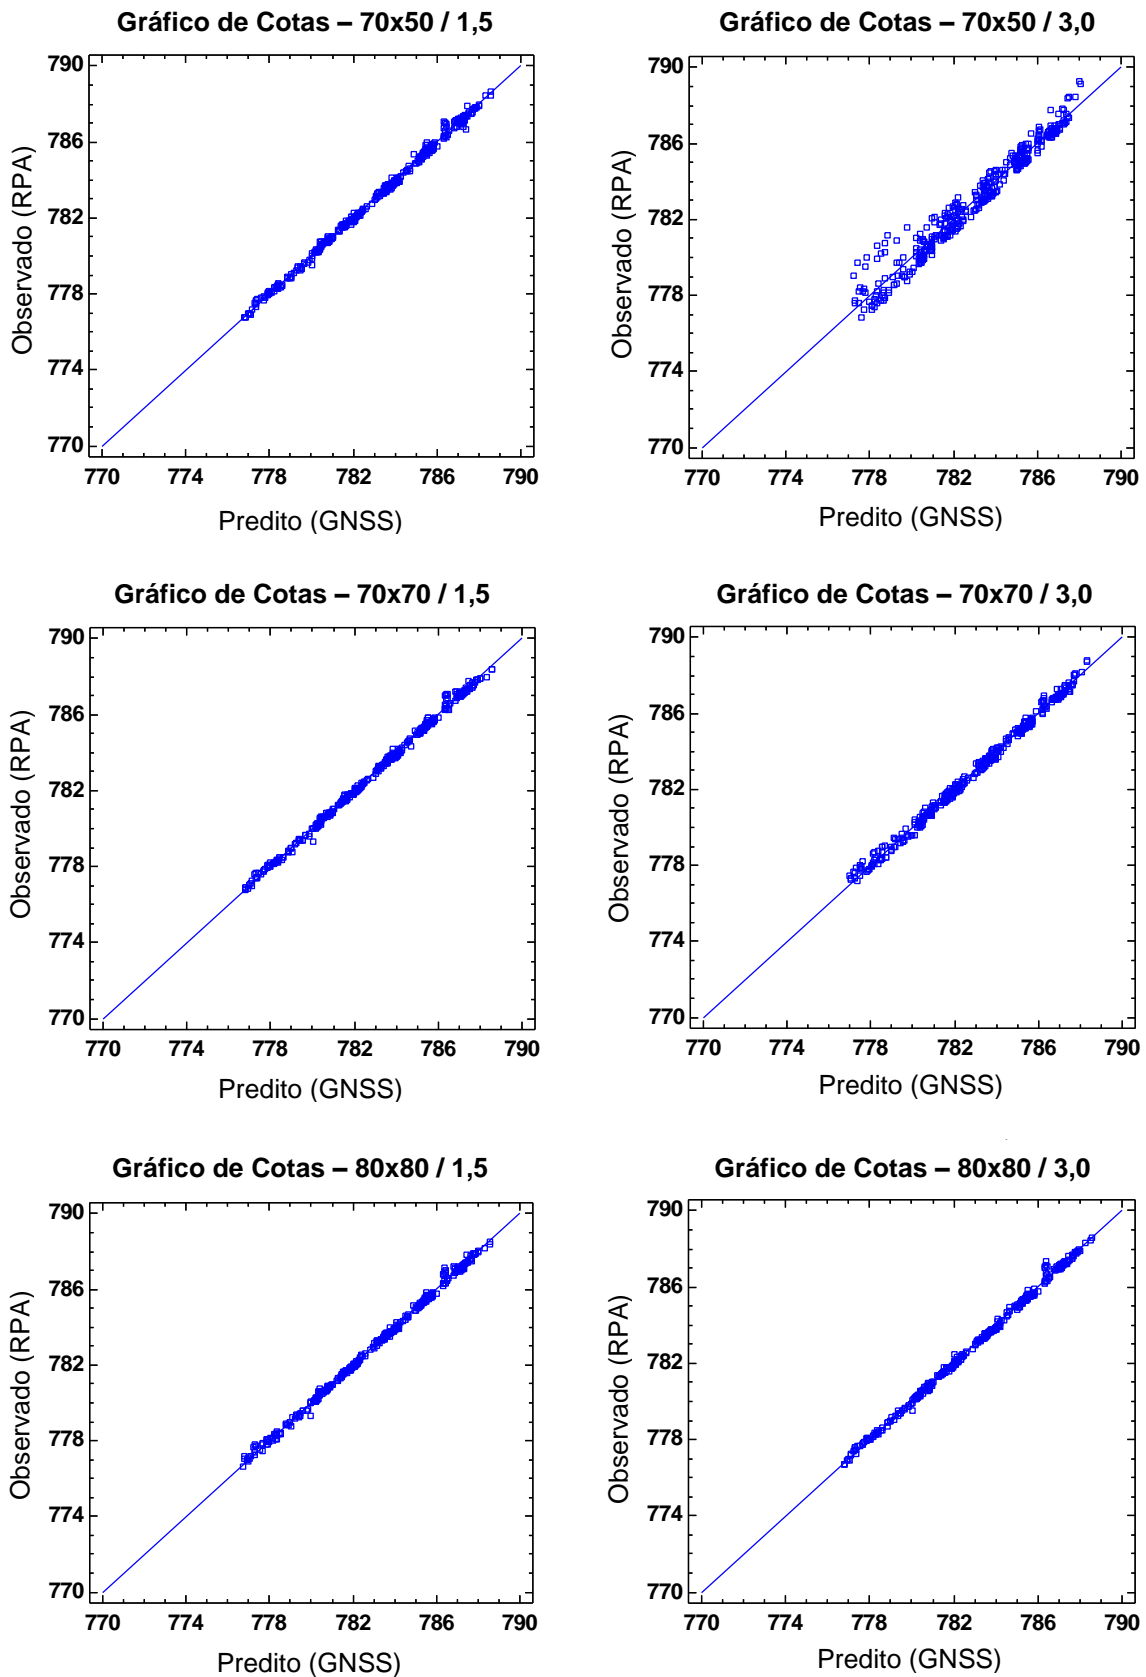 Gráfico de Cotas – 70x50 / 1,5
790
786
782
778
774
770
Observado (RPA)
770 774 778 782 786 790
Predito (GNSS)
Gráfico de Cotas – 70x50 / 3,0
790
786
782
778
774
770
Observado (RPA)
770 774 778 782 786 790
Predito (GNSS)
Gráfico de Cotas – 70x70 / 1,5
790
786
782
778
774
770
Observado (RPA)
770 774 778 782 786 790
Predito (GNSS)
Gráfico de Cotas – 70x70 / 3,0
790
786
782
778
774
770
Observado (RPA)
770 774 778 782 786 790
Predito (GNSS)
Gráfico de Cotas – 80x80 / 1,5
790
786
782
778
774
770
Observado (RPA)
770 774 778 782 786 790
Predito (GNSS)
Gráfico de Cotas – 80x80 / 3,0
790
786
782
778
774
770
Observado (RPA)
770 774 778 782 786 790
Predito (GNSS)